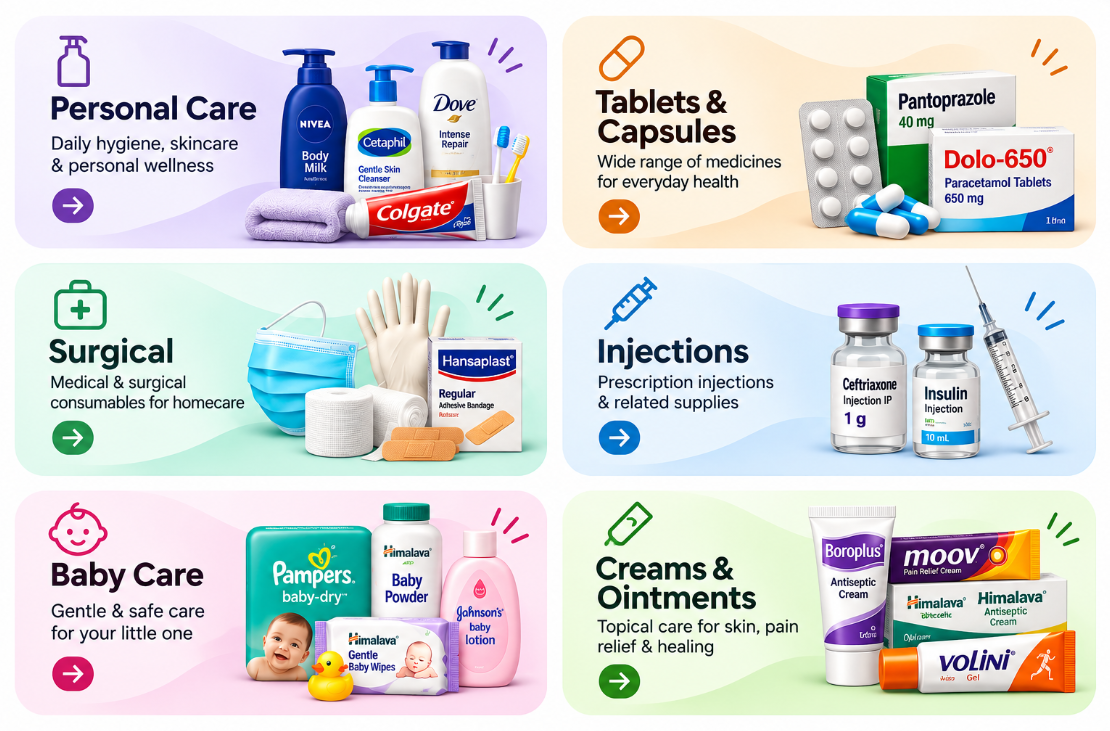 Personal Care
Daily hygiene, skincare
& personal wellness
NIVEA
Body
Milk
Cetaphil
Gentle Skin
Cleanser
Dove
Intense
Repair
Colgate
Tablets &
Capsules
Wide range of medicines
for everyday health
Pantoprazole
40 mg
Dolo-650
Paracetamol Tablets
650 mg
Surgical
Medical & surgical
consumables for homecare
Hansaplast
Regular
Adhesive Bandage
Injections
Prescription injections
& related supplies
Ceftriaxone
Injection IP
1 g
Insulin
Injection
10 mL
Baby Care
Gentle & safe care
for your little one
Pampers
baby-dry
Himalava
Baby
Powder
Johnson's
baby
lotion
Himalava
Gentle
Baby Wipes
Creams &
Ointments
Topical care for skin, pain
relief & healing
Boroplus
Antiseptic
Cream
moov
Pain Relief Cream
Himalava
Himalava
Antiseptic
Cream
VOLINI
Gel